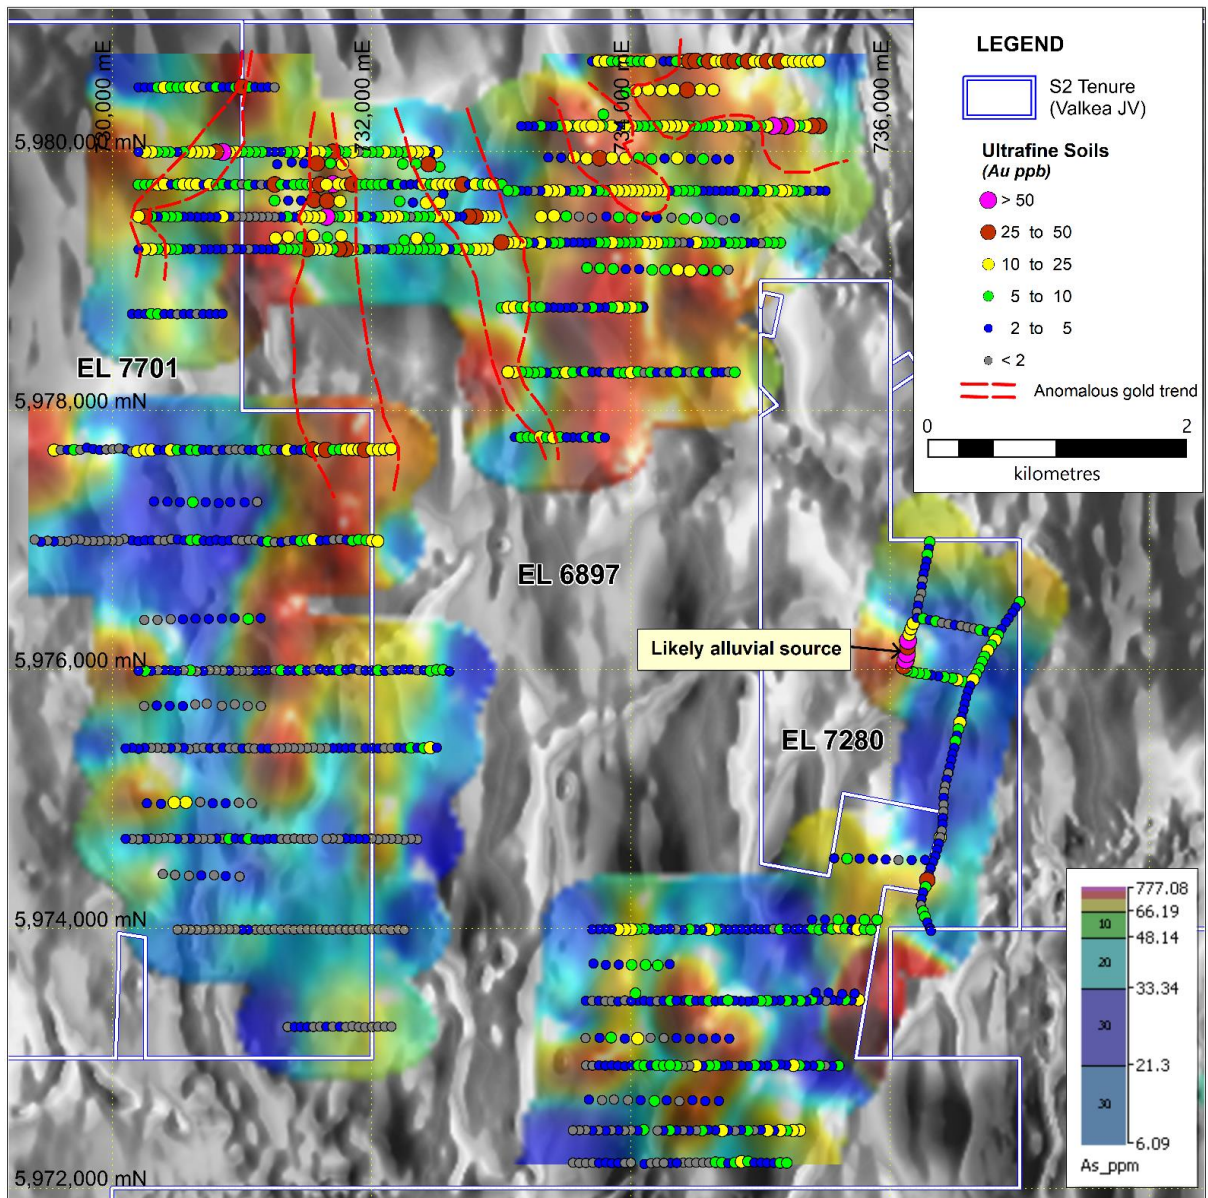 LEGEND
S2 Tenure
(Valkea JV)
Ultrafine Soils
(Au ppb)
> 50
25 to 50
10 to 25
5 to 10
2 to 5
< 2
Anomalous gold trend
0 2
kilometres
730,000 mE
732,000 mE
734,000 mE
736,000 mE
5,980,000 mN
EL 7701
5,978,000 mN
EL 6897
Likely alluvial source
5,976,000 mN
EL 7280
5,974,000 mN
5,972,000 mN
777.08
66.19
10
48.14
20
33.34
30
21.3
30
6.09
As_ppm